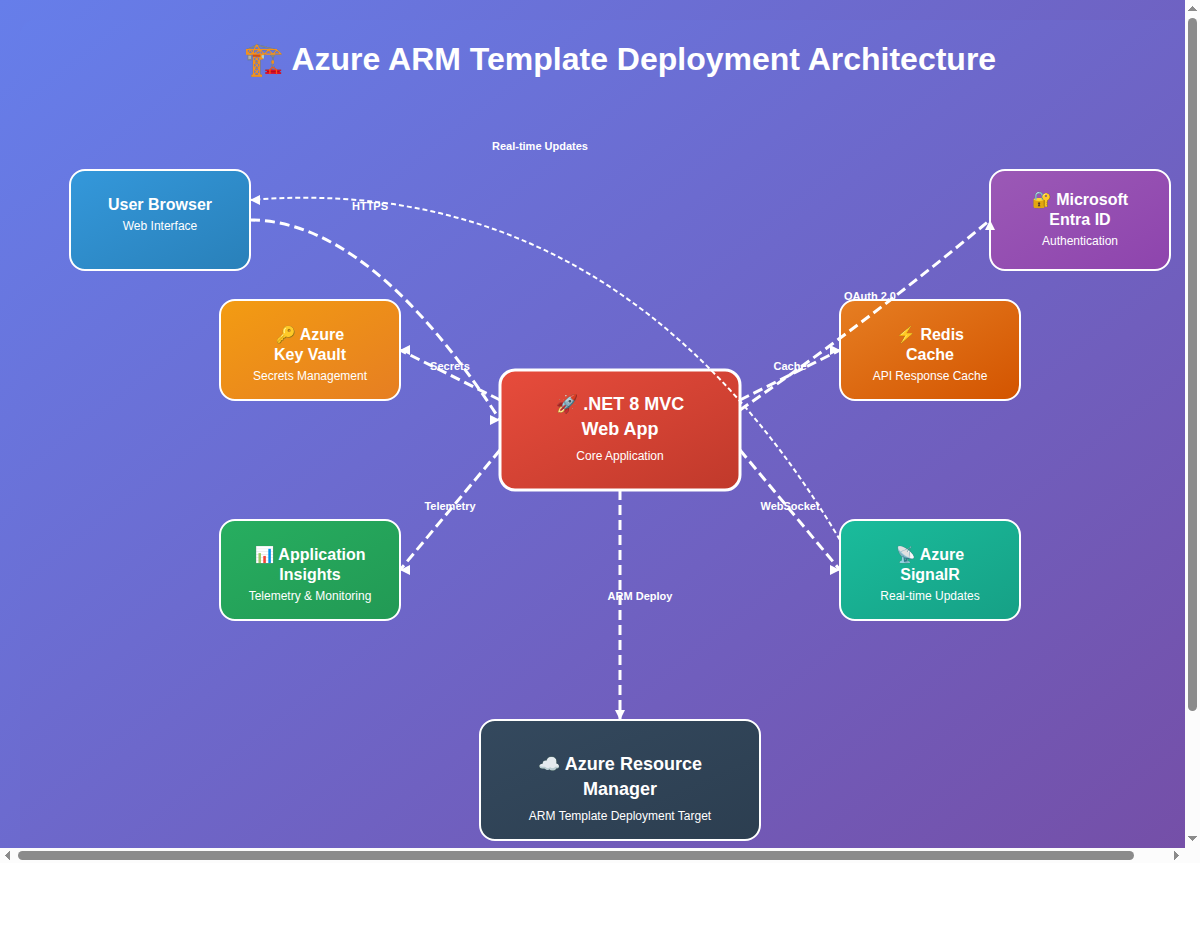 🏗️ Azure ARM Template Deployment Architecture
Real-time Updates
User Browser
Web Interface
HTTPS
🔐 Microsoft
Entra ID
Authentication
OAuth 2.0
🔑 Azure
Key Vault
Secrets Management
Secrets
Cache
⚡ Redis
Cache
API Response Cache
🚀 .NET 8 MVC
Web App
Core Application
Telemetry
WebSocket
📊 Application
Insights
Telemetry & Monitoring
📡 Azure
SignalR
Real-time Updates
ARM Deploy
☁️ Azure Resource
Manager
ARM Template Deployment Target